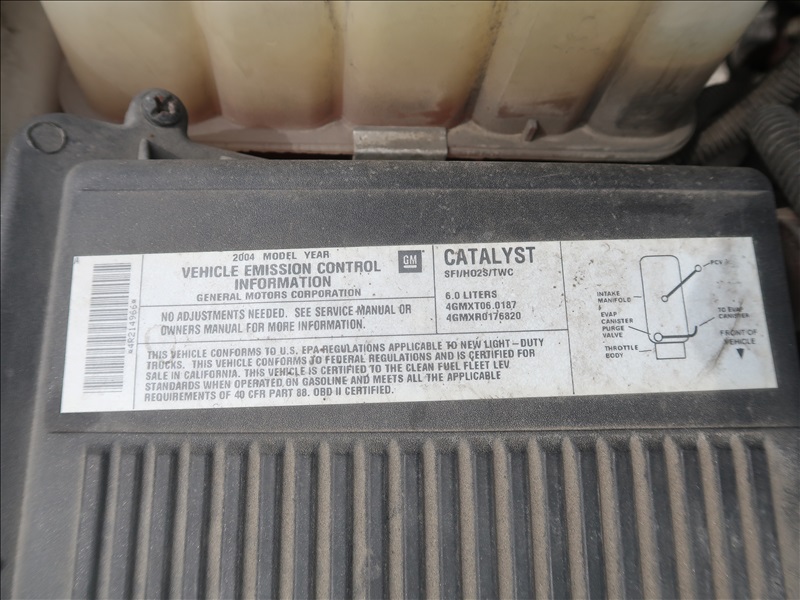 2004 MODEL YEAR
VEHICLE EMISSION CONTROL
INFORMATION
GENERAL MOTORS CORPORATION
GM
NO ADJUSTMENTS NEEDED. SEE SERVICE MANUAL OR
OWNERS MANUAL FOR MORE INFORMATION.
CATALYST
SFI/HO2S/TWC
6.0 LITERS
4GMXT06.0187
4GMXR0176820
THIS VEHICLE CONFORMS TO U.S. EPA REGULATIONS APPLICABLE TO NEW LIGHT-DUTY
TRUCKS. THIS VEHICLE CONFORMS TO FEDERAL REGULATIONS AND IS CERTIFIED FOR
SALE IN CALIFORNIA. THIS VEHICLE IS CERTIFIED TO THE CLEAN FUEL FLEET LEV
STANDARDS WHEN OPERATED ON GASOLINE AND MEETS ALL THE APPLICABLE
REQUIREMENTS OF 40 CFR PART 88. OBD II CERTIFIED.
PCV
INTAKE
MANIFOLD
EVAP
CANISTER
PURGE
VALVE
THROTTLE
BODY
TO EVAP
CANISTER
FRONT OF
VEHICLE
A
*4R214966*